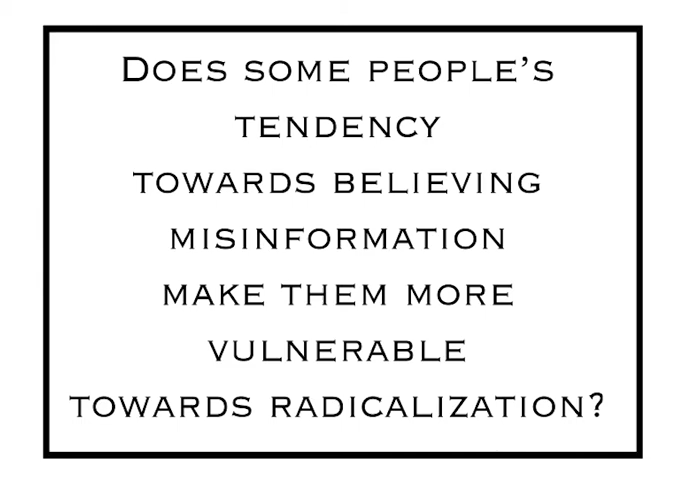 Does some people’s
tendency
towards believing
misinformation
make them more
vulnerable
towards radicalization?